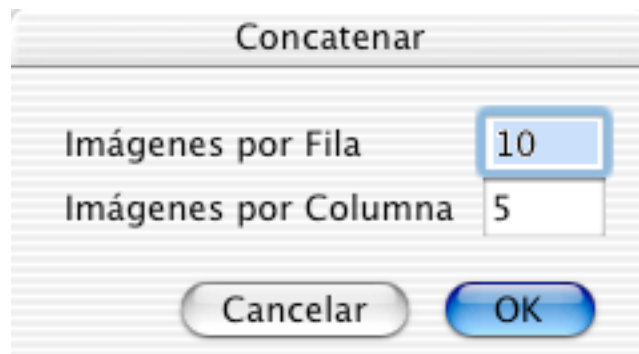 Concatenar
Imágenes por Fila 10
Imágenes por Columna 5
Cancelar OK